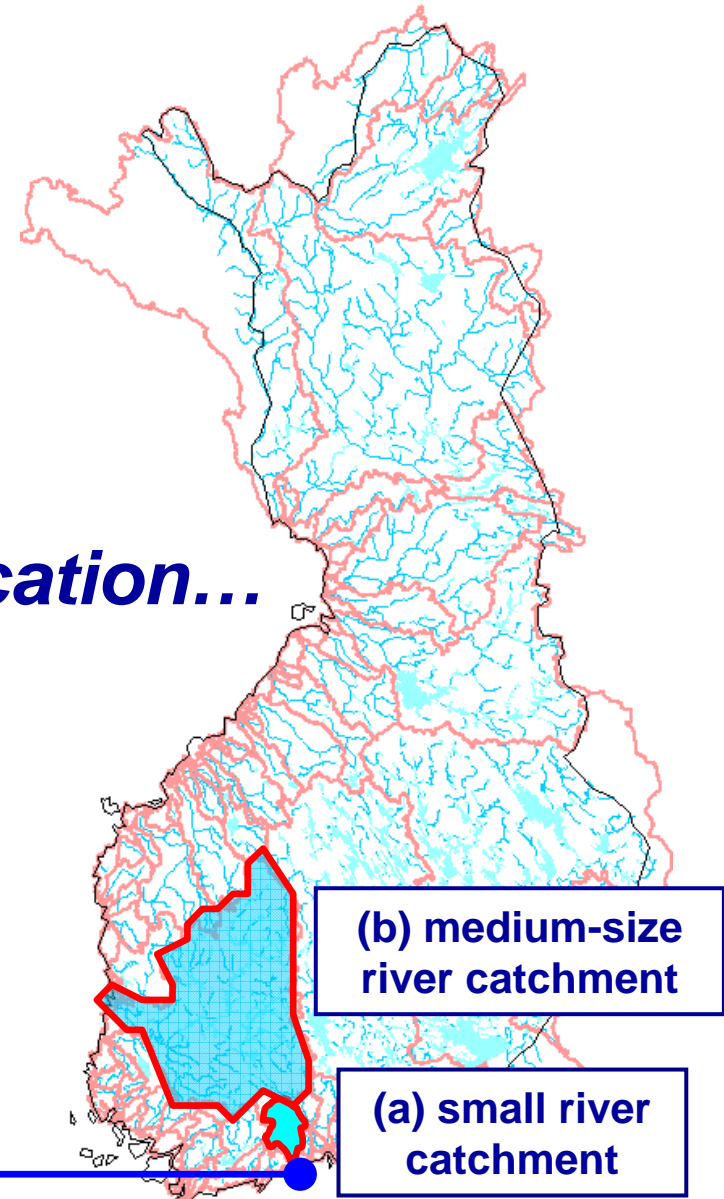 cation...
(b) medium-size
river catchment
(a) small river
catchment